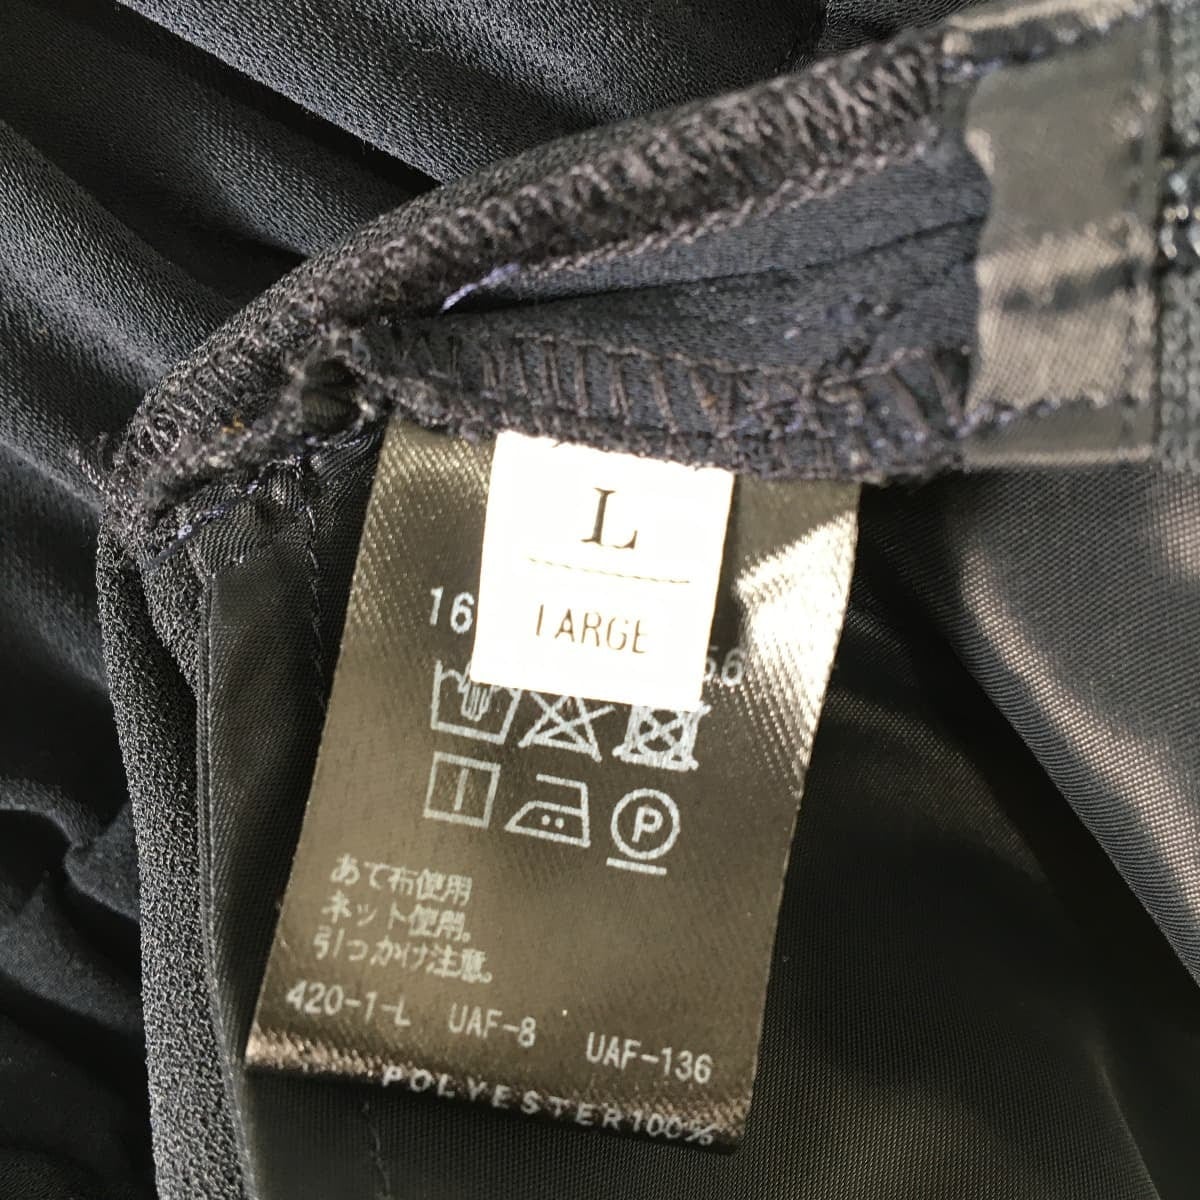 L
LARGE
16
56
P
あて布使用
ネット使用。
引っかけ注意。
420-1-L UAF-8 UAF-136
POLYESTER100%